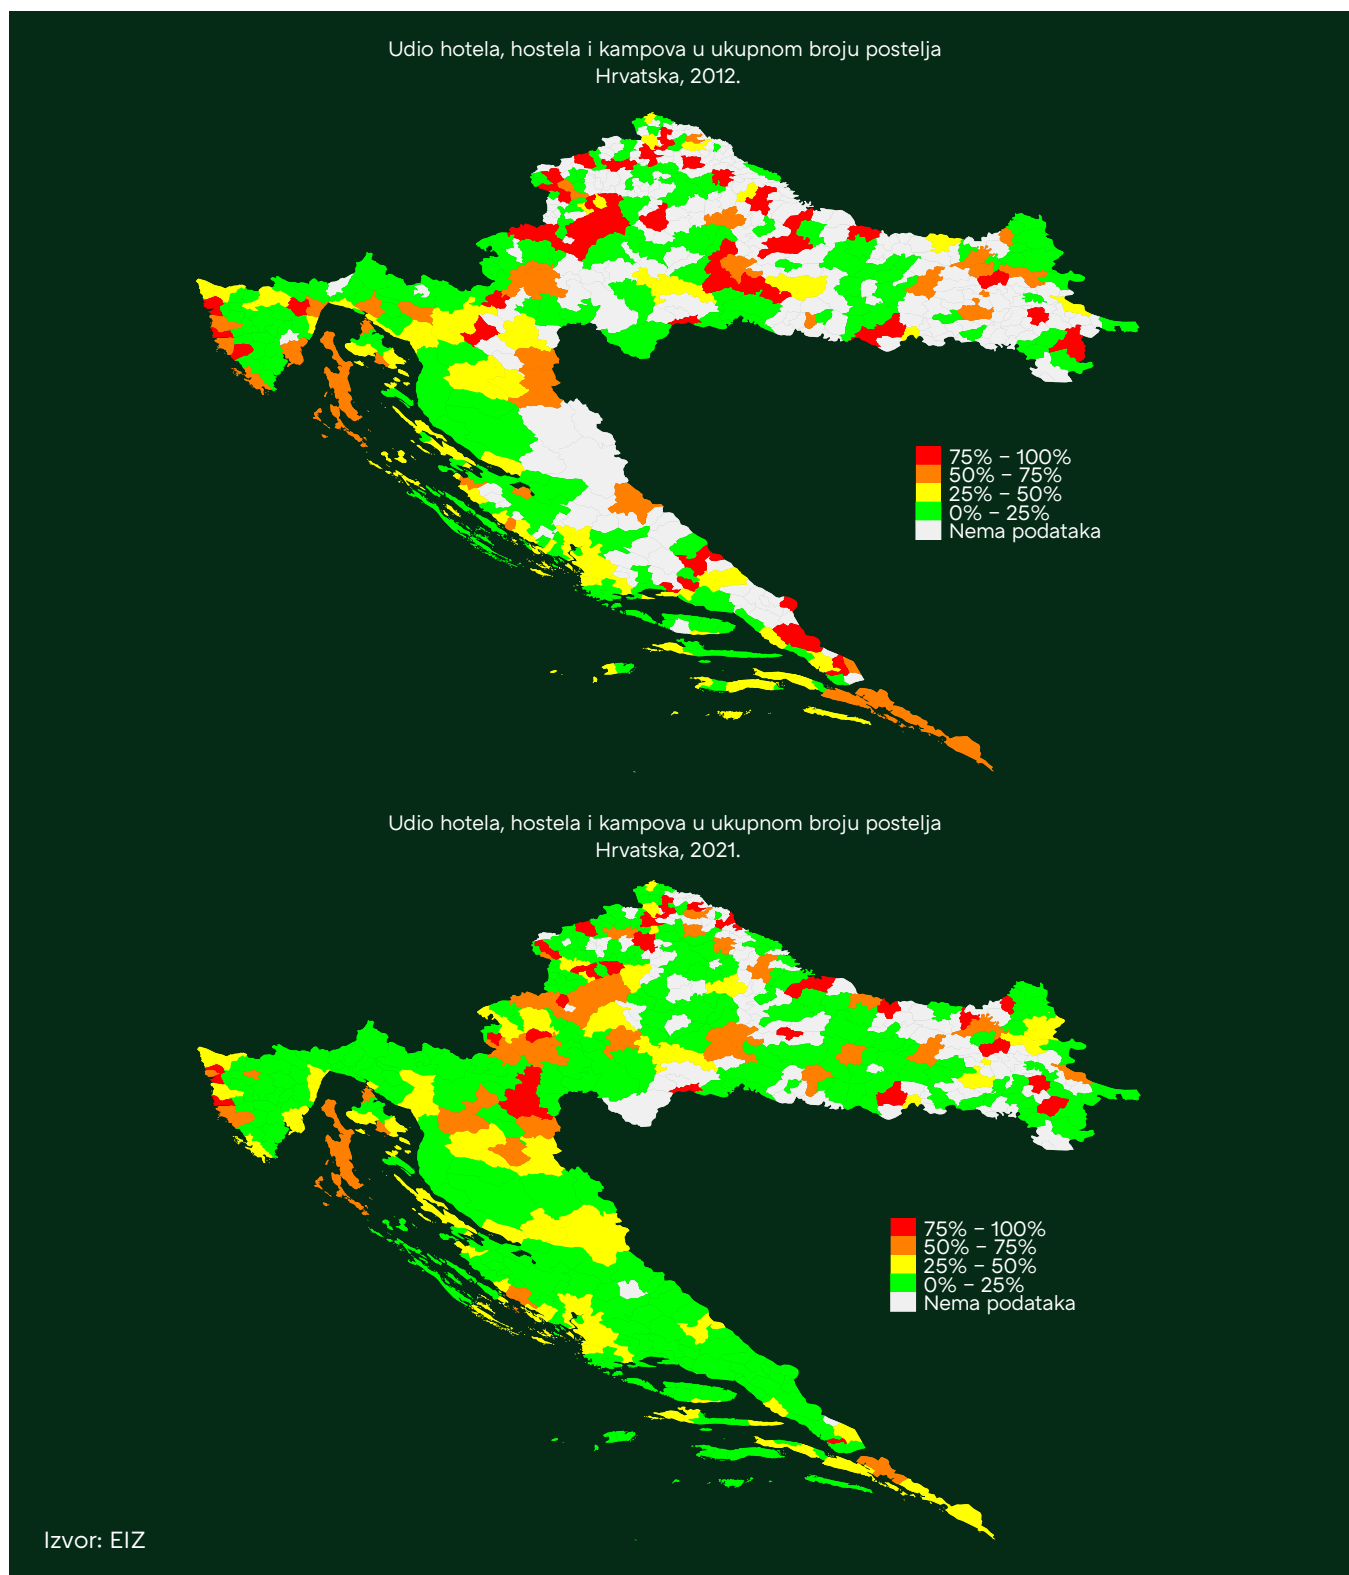 Udio hotela, hostela i kampova u ukupnom broju postelja
Hrvatska, 2012.
75% – 100%
50% – 75%
25% – 50%
0% – 25%
Nema podataka
Udio hotela, hostela i kampova u ukupnom broju postelja
Hrvatska, 2021.
75% – 100%
50% – 75%
25% – 50%
0% – 25%
Nema podataka
Izvor: EIZ